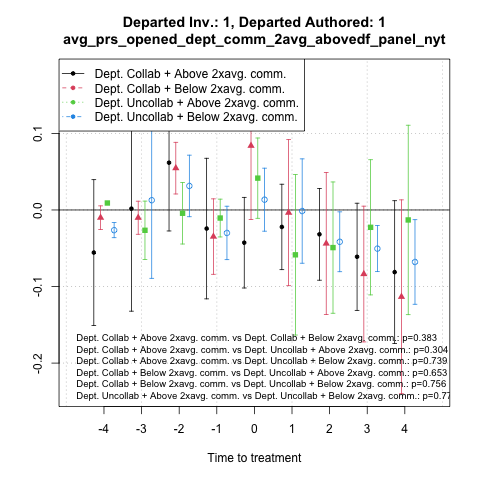 Departed Inv.: 1, Departed Authored: 1
avg_prs_opened_dept_comm_2avg_abovedf_panel_nyt
Dept. Collab + Above 2xavg. comm.
Dept. Collab + Below 2xavg. comm.
Dept. Uncollab + Above 2xavg. comm.
Dept. Uncollab + Below 2xavg. comm.
0.1
0.0
-0.1
-0.2
Dept. Collab + Above 2xavg. comm. vs Dept. Collab + Below 2xavg. comm.: p=0.383
Dept. Collab + Above 2xavg. comm. vs Dept. Uncollab + Above 2xavg. comm.: p=0.304
Dept. Collab + Above 2xavg. comm. vs Dept. Uncollab + Below 2xavg. comm.: p=0.739
Dept. Collab + Below 2xavg. comm. vs Dept. Uncollab + Above 2xavg. comm.: p=0.653
Dept. Collab + Below 2xavg. comm. vs Dept. Uncollab + Below 2xavg. comm.: p=0.756
Dept. Uncollab + Above 2xavg. comm. vs Dept. Uncollab + Below 2xavg. comm.: p=0.77
-4 -3 -2 -1 0 1 2 3 4
Time to treatment